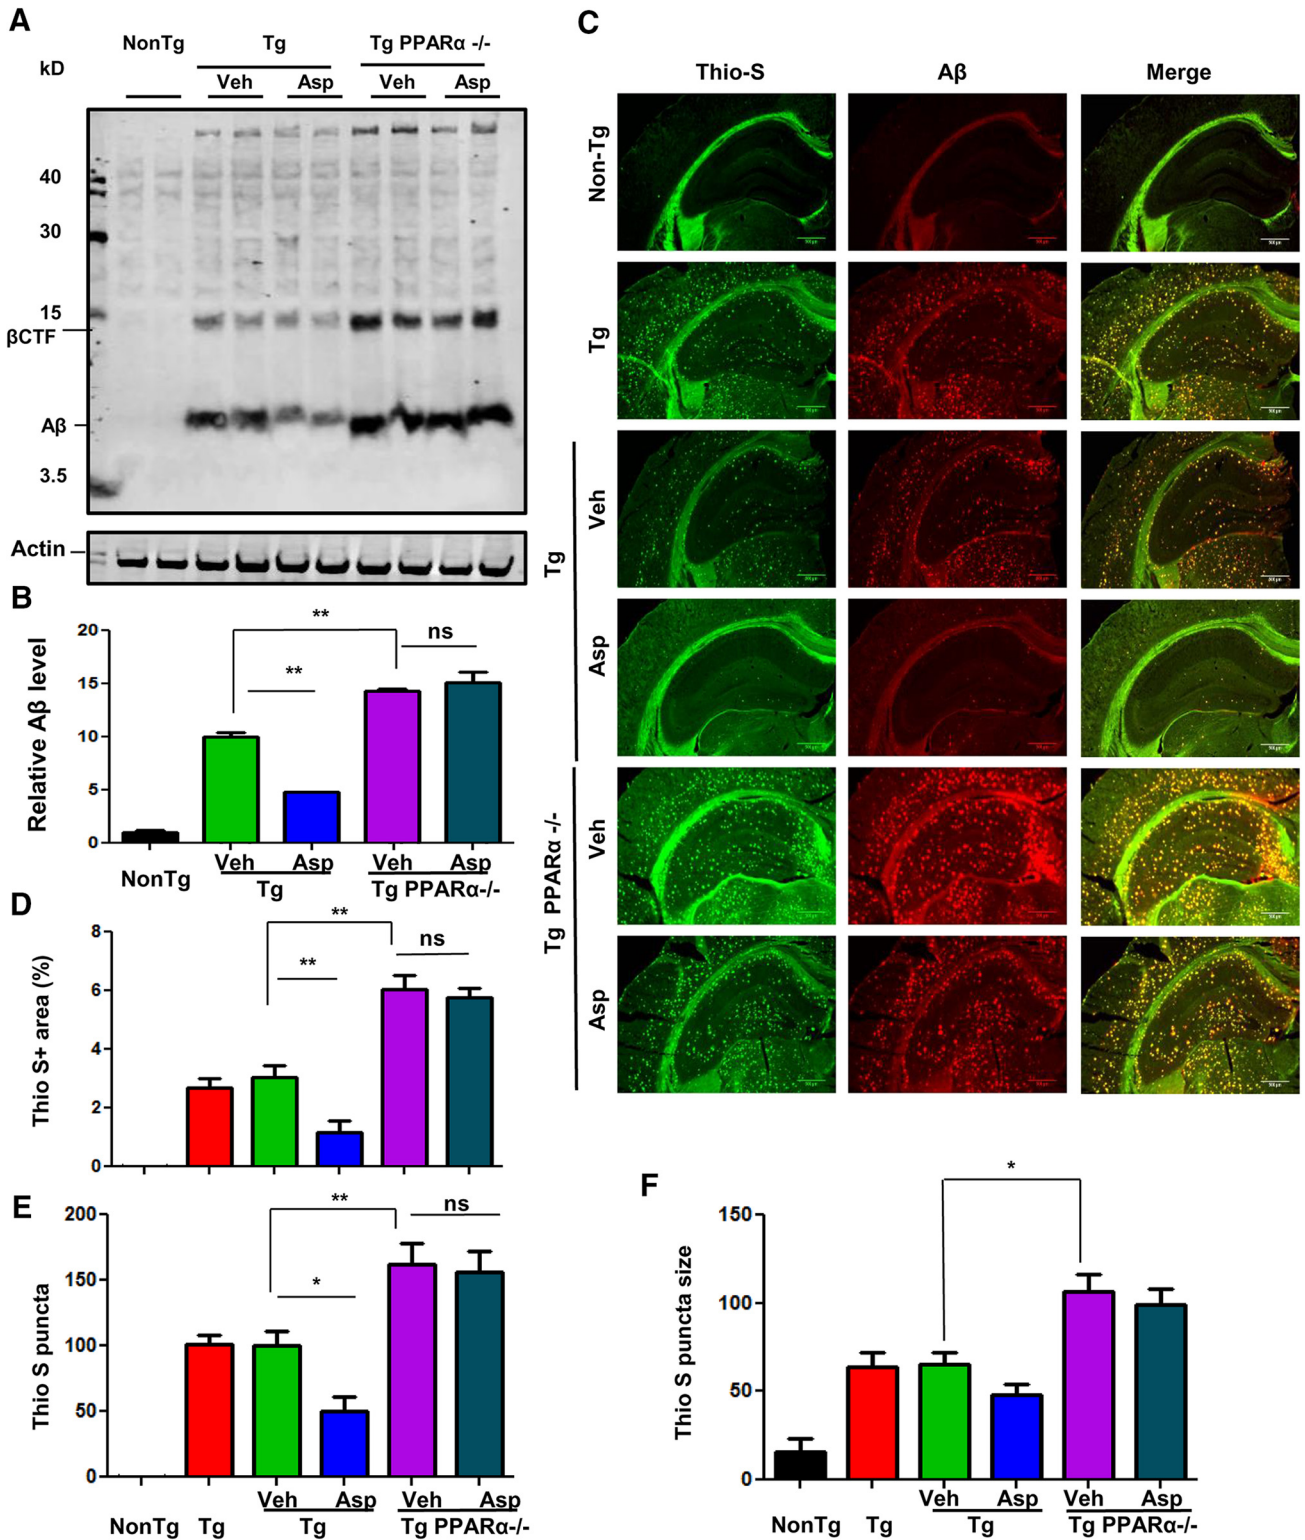 A
NonTg Tg Tg PPARα -/-
kD
Veh Asp Veh Asp
40
30
15
βCTF
Aβ
3.5
Actin
B
Relative Aβ level
20
15
10
5
0
** ** ns
NonTg Veh Asp Veh Asp
Tg Tg PPARα-/-
C
Thio-S Aβ Merge
Non-Tg
Tg
Veh
Asp
Tg
Veh
Asp
Tg PPARα -/-
D
Thio S+ area (%)
8
6
4
2
0
** ** ns
E
Thio S puncta
200
150
100
50
0
** * ns
Veh Asp Veh Asp
NonTg Tg Tg Tg PPARα-/-
F
Thio S puncta size
150
100
50
0
*
Veh Asp Veh Asp
NonTg Tg Tg Tg PPARα-/-